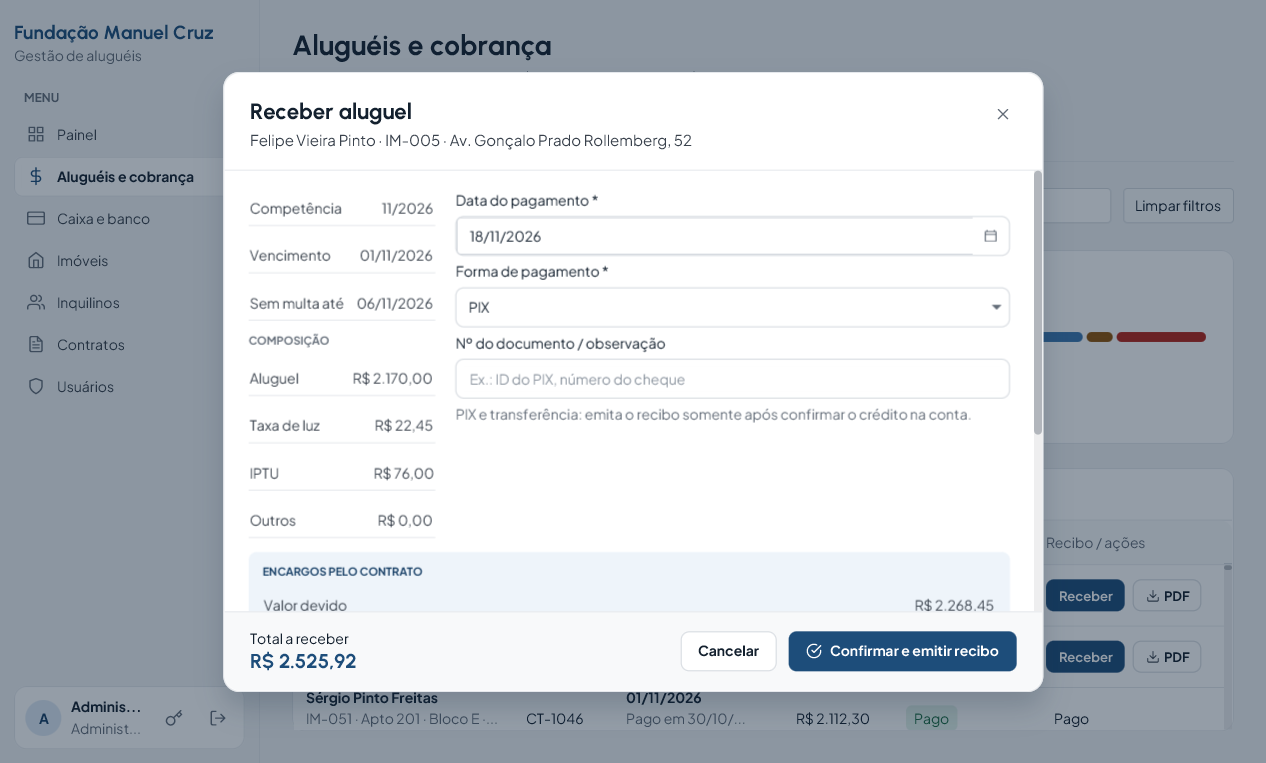 Fundação Manuel Cruz
Gestão de aluguéis
MENU
Painel
Aluguéis e cobrança
Caixa e banco
Imóveis
Inquilinos
Contratos
Usuários
Adminis...
Administ...
A
Aluguéis e cobrança
Limpar filtros
Receber aluguel
Felipe Vieira Pinto · IM-005 · Av. Gonçalo Prado Rollemberg, 52
Competência 11/2026
Vencimento 01/11/2026
Sem multa até 06/11/2026
COMPOSIÇÃO
Aluguel R$ 2.170,00
Taxa de luz R$ 22,45
IPTU R$ 76,00
Outros R$ 0,00
Data do pagamento *
18/11/2026
Forma de pagamento *
PIX
Nº do documento / observação
Ex.: ID do PIX, número do cheque
PIX e transferência: emita o recibo somente após confirmar o crédito na conta.
ENCARGOS PELO CONTRATO
Valor devido R$ 2.268,45
Total a receber
R$ 2.525,92
Cancelar
Confirmar e emitir recibo
Recibo / ações
Receber PDF
Receber PDF
Sérgio Pinto Freitas 01/11/2026
IM-051 · Apto 201 · Bloco E ·... CT-1046 Pago em 30/10/... R$ 2.112,30 Pago Pago